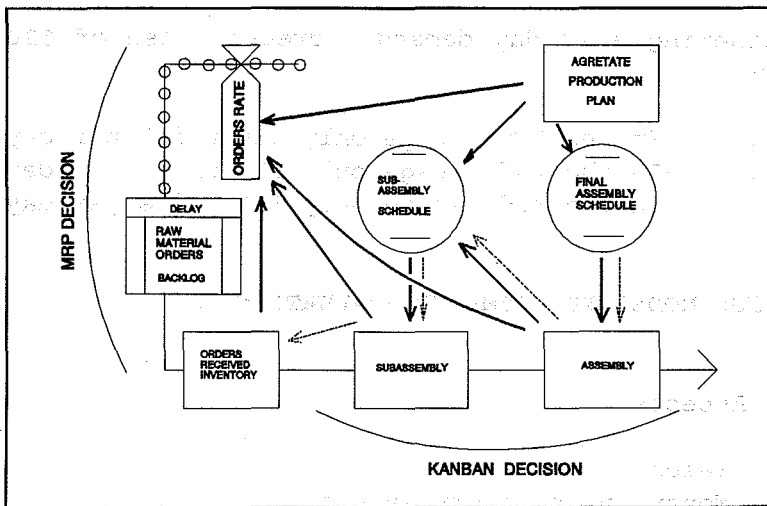 AGRETATE
PRODUCTION
PLAN
ORDERS RATE
SUB-
ASSEMBLY
SCHEDULE
FINAL
ASSEMBLY
SCHEDULE
MRP DECISION
DELAY
RAW
MATERIAL
ORDERS
BACKLOG
ORDERS
RECEIVED
INVENTORY
SUBASSEMBLY
ASSEMBLY
KANBAN DECISION